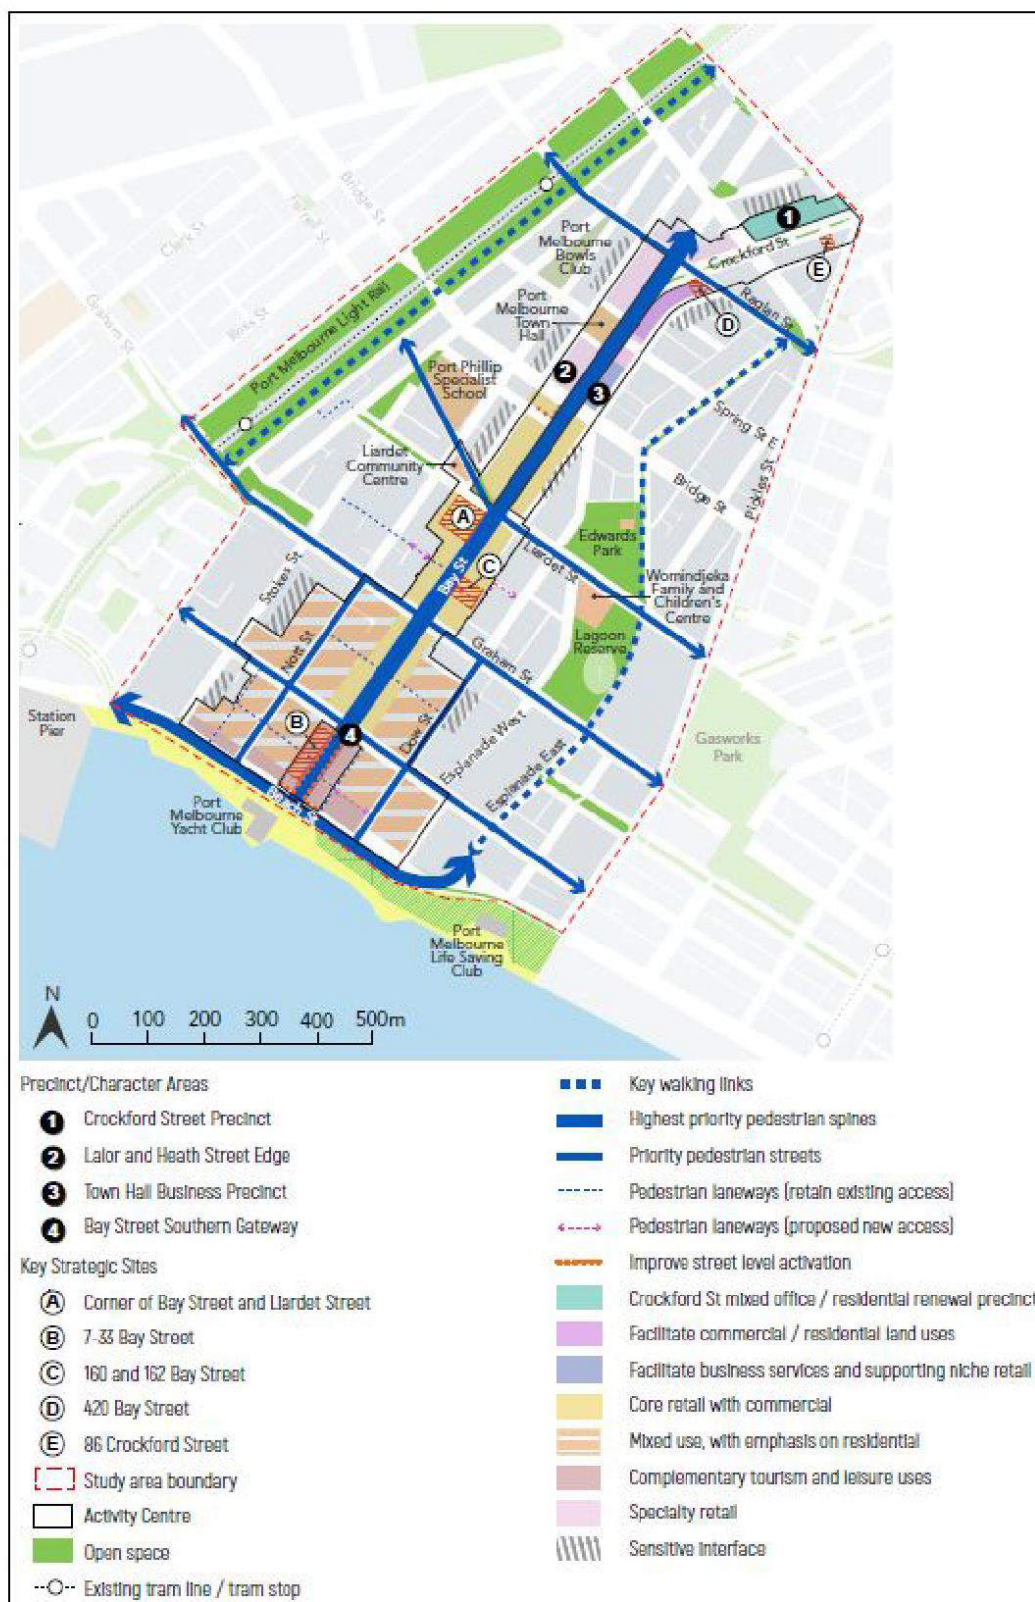 Clark St
Farrell St
Bridge St
Graham St
Ross St
Port Melbourne Light Rail
Port
Melbourne
Bowls
Club
1
Crockford St
E
Raglan St
D
Port
Melbourne
Town
Hall
2
3
Port Phillip
Specialist
School
Spring St E
Bridge St
Pickles St
Liardet
Community
Centre
A
Edwards
Park
Liardet St
C
Bay St
Womindjeka
Family and
Children's
Centre
Stokes St
Lagoon
Reserve
Nott St
Graham St
Station
Pier
B
4
Dow St
Esplanade West
Esplanade East
Gasworks
Park
Beach St
Port
Melbourne
Yacht Club
Port
Melbourne
Life Saving
Club
N
0 100 200 300 400 500m
Precinct/Character Areas
1 Crockford Street Precinct
2 Lalor and Heath Street Edge
3 Town Hall Business Precinct
4 Bay Street Southern Gateway
Key Strategic Sites
A Corner of Bay Street and Liardet Street
B 7-33 Bay Street
C 160 and 162 Bay Street
D 420 Bay Street
E 86 Crockford Street
Study area boundary
Activity Centre
Open space
Existing tram line / tram stop
Key walking links
Highest priority pedestrian spines
Priority pedestrian streets
Pedestrian laneways (retain existing access)
Pedestrian laneways (proposed new access)
Improve street level activation
Crockford St mixed office / residential renewal precinct
Facilitate commercial / residential land uses
Facilitate business services and supporting niche retail
Core retail with commercial
Mixed use, with emphasis on residential
Complementary tourism and leisure uses
Specialty retail
Sensitive interface